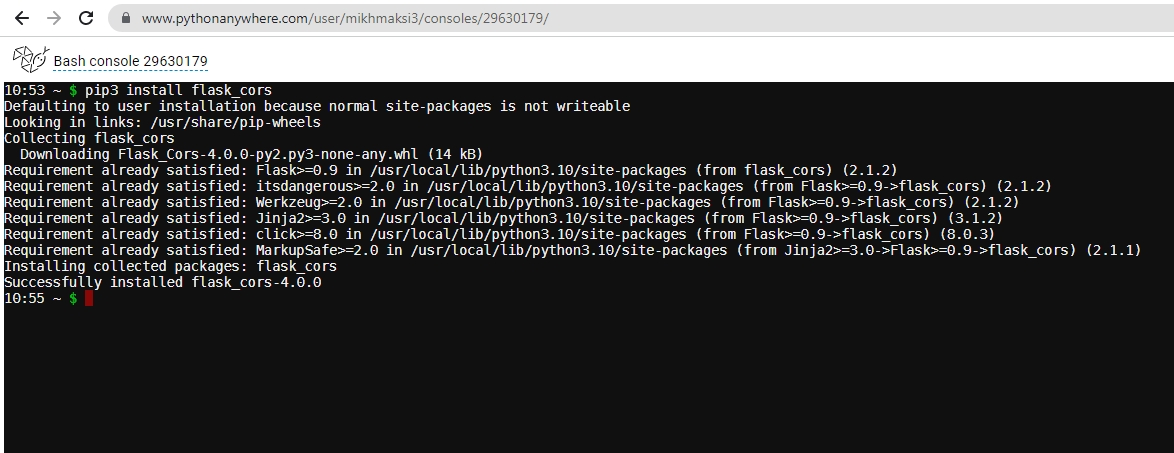 www.pythonanywhere.com/user/mikhmaksi3/consoles/29630179/
Bash console 29630179
10:53 ~ $ pip3 install flask_cors
Defaulting to user installation because normal site-packages is not writeable
Looking in links: /usr/share/pip-wheels
Collecting flask_cors
  Downloading Flask_Cors-4.0.0-py2.py3-none-any.whl (14 kB)
Requirement already satisfied: Flask>=0.9 in /usr/local/lib/python3.10/site-packages (from flask_cors) (2.1.2)
Requirement already satisfied: itsdangerous>=2.0 in /usr/local/lib/python3.10/site-packages (from Flask>=0.9->flask_cors) (2.1.2)
Requirement already satisfied: Werkzeug>=2.0 in /usr/local/lib/python3.10/site-packages (from Flask>=0.9->flask_cors) (2.1.2)
Requirement already satisfied: Jinja2>=3.0 in /usr/local/lib/python3.10/site-packages (from Flask>=0.9->flask_cors) (3.1.2)
Requirement already satisfied: click>=8.0 in /usr/local/lib/python3.10/site-packages (from Flask>=0.9->flask_cors) (8.0.3)
Requirement already satisfied: MarkupSafe>=2.0 in /usr/local/lib/python3.10/site-packages (from Jinja2>=3.0->Flask>=0.9->flask_cors) (2.1.1)
Installing collected packages: flask_cors
Successfully installed flask_cors-4.0.0
10:55 ~ $